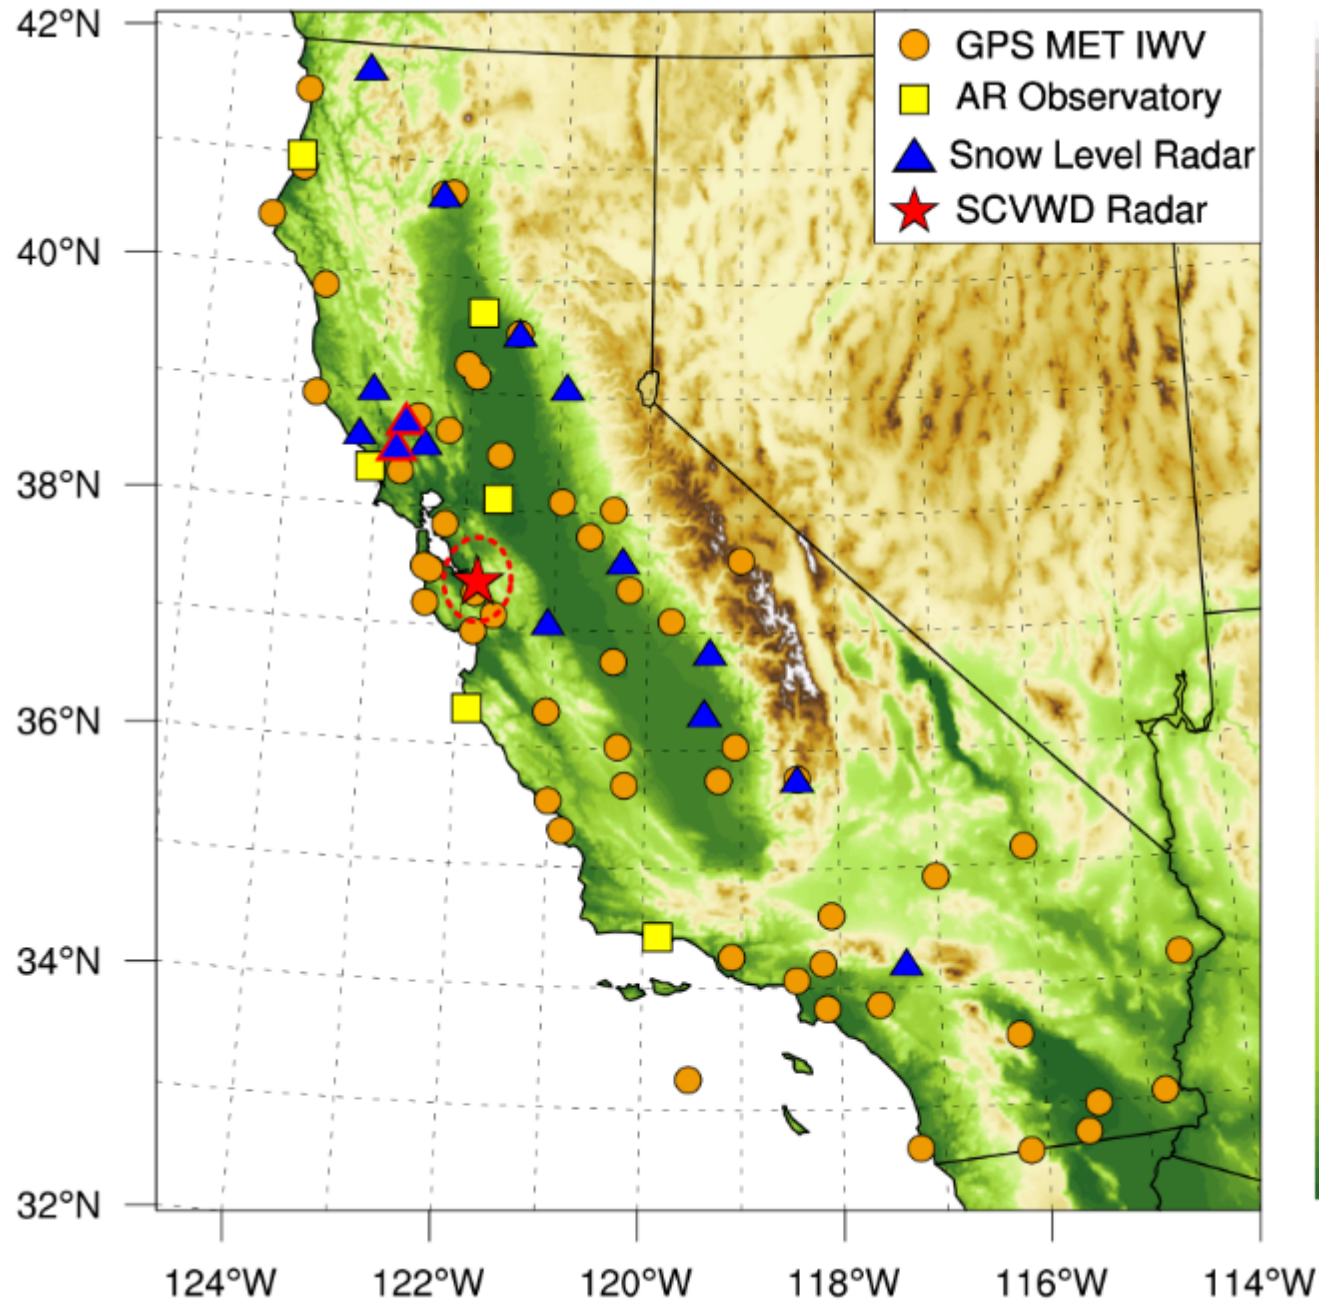 42°N
40°N
38°N
36°N
34°N
32°N
GPS MET IWV
AR Observatory
Snow Level Radar
SCVWD Radar
124°W 122°W 120°W 118°W 116°W 114°W